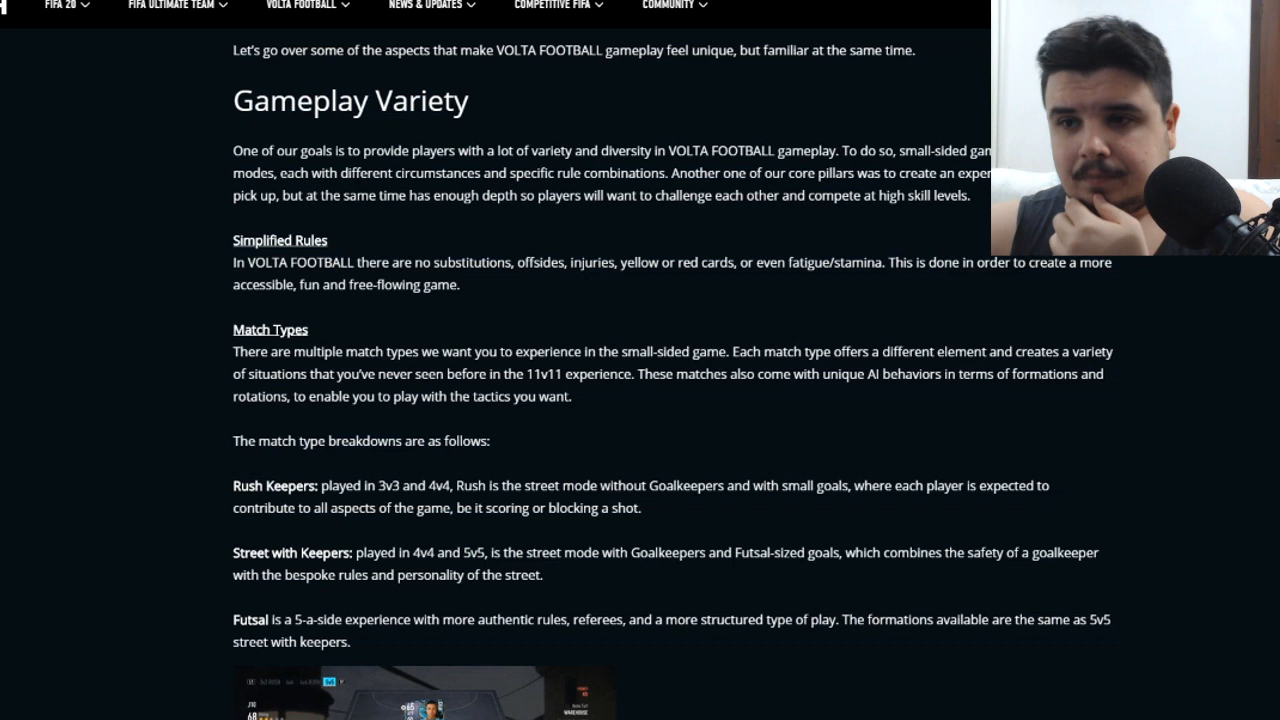 FIFA 20 FIFA ULTIMATE TEAM VOLTA FOOTBALL NEWS & UPDATES COMPETITIVE FIFA COMMUNITY
Let's go over some of the aspects that make VOLTA FOOTBALL gameplay feel unique, but familiar at the same time.
Gameplay Variety
One of our goals is to provide players with a lot of variety and diversity in VOLTA FOOTBALL gameplay. To do so, small-sided
modes, each with different circumstances and specific rule combinations. Another one of our core pillars was to create an
pick up, but at the same time has enough depth so players will want to challenge each other and compete at high skill levels.
Simplified Rules
In VOLTA FOOTBALL there are no substitutions, offsides, injuries, yellow or red cards, or even fatigue/stamina. This is done in order to create a more
accessible, fun and free-flowing game.
Match Types
There are multiple match types we want you to experience in the small-sided game. Each match type offers a different element and creates a variety
of situations that you've never seen before in the 11v11 experience. These matches also come with unique AI behaviors in terms of formations and
rotations, to enable you to play with the tactics you want.
The match type breakdowns are as follows:
Rush Keepers: played in 3v3 and 4v4, Rush is the street mode without Goalkeepers and with small goals, where each player is expected to
contribute to all aspects of the game, be it scoring or blocking a shot.
Street with Keepers: played in 4v4 and 5v5, is the street mode with Goalkeepers and Futsal-sized goals, which combines the safety of a goalkeeper
with the bespoke rules and personality of the street.
Futsal is a 5-a-side experience with more authentic rules, referees, and a more structured type of play. The formations available are the same as 5v5
street with keepers.
5v5
65
68
WAREHOUSE